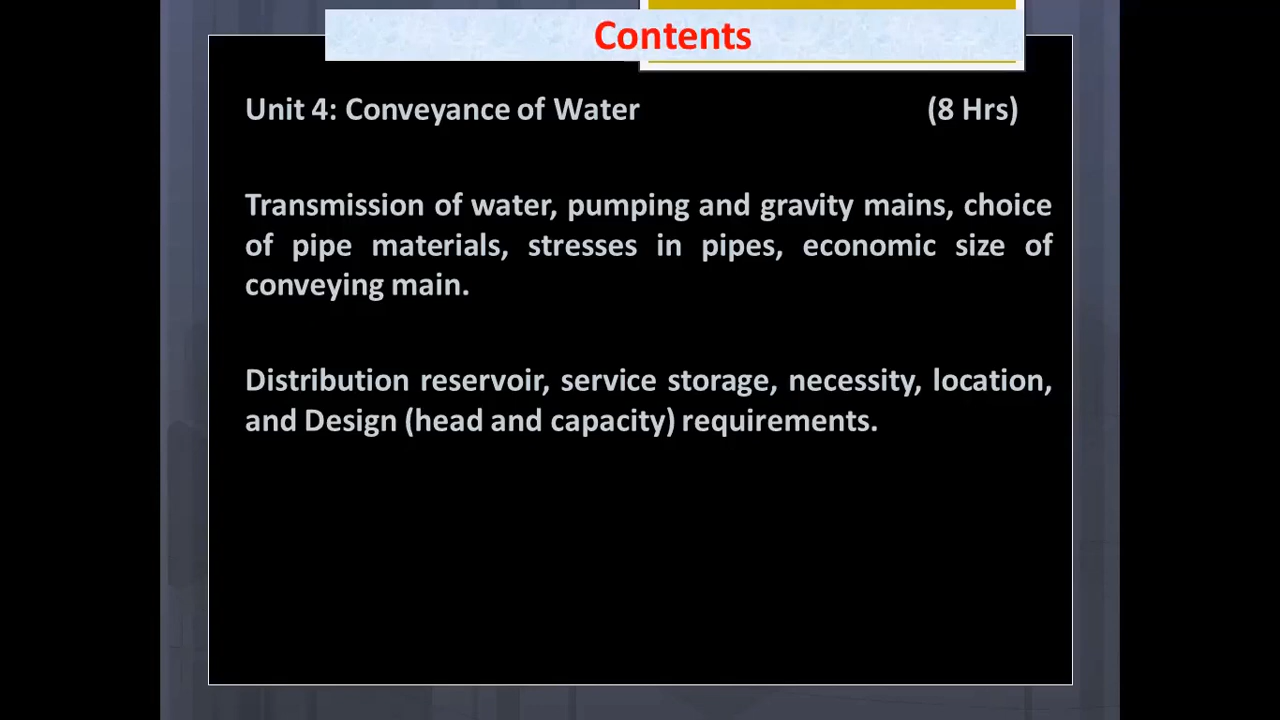 Contents
Unit 4: Conveyance of Water (8 Hrs)
Transmission of water, pumping and gravity mains, choice
of pipe materials, stresses in pipes, economic size of
conveying main.
Distribution reservoir, service storage, necessity, location,
and Design (head and capacity) requirements.